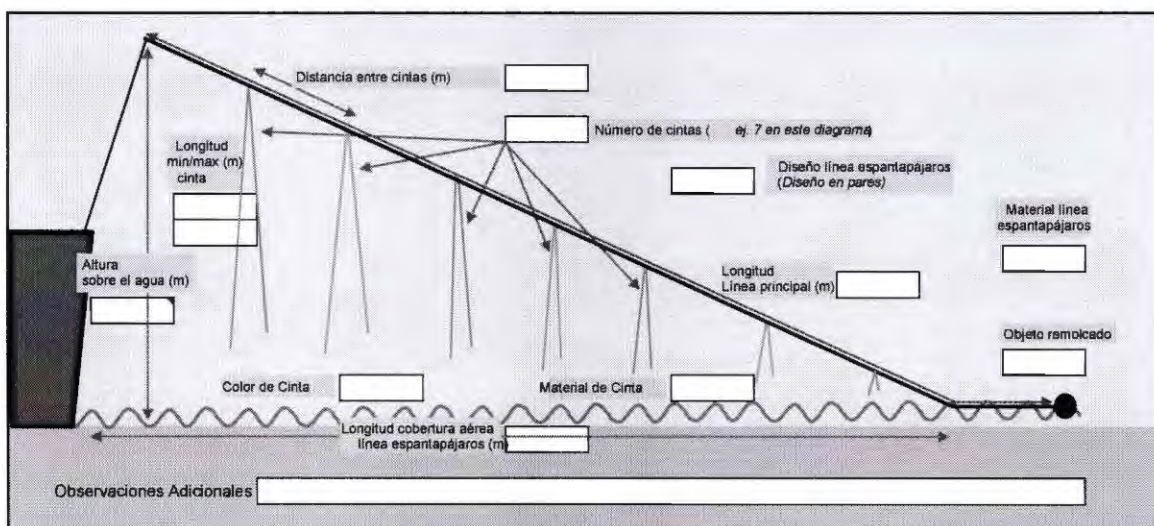 Distancia entre cintas (m)
Número de cintas ( ej. 7 en este diagrama)
Longitud
min/max (m)
cinta
Diseño línea espantapájaros
(Diseño en pares)
Material línea
espantapájaros
Altura
sobre el agua (m)
Longitud
Línea principal (m)
Objeto remolcado
Color de Cinta
Material de Cinta
Longitud cobertura aérea
línea espantapájaros (m)
Observaciones Adicionales